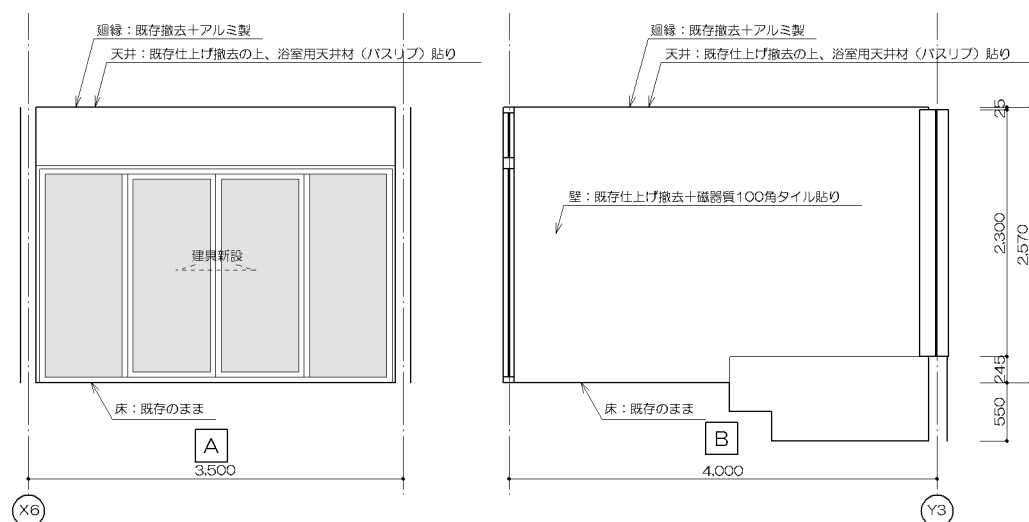 廻縁：既存撤去＋アルミ製
天井：既存仕上げ撤去の上、浴室用天井材（バスリブ）貼り
建具新設
床：既存のまま
A
3,500
X6
廻縁：既存撤去＋アルミ製
天井：既存仕上げ撤去の上、浴室用天井材（バスリブ）貼り
壁：既存仕上げ撤去＋磁器質100角タイル貼り
床：既存のまま
B
4,000
Y3
25
2,300
2,570
245
550